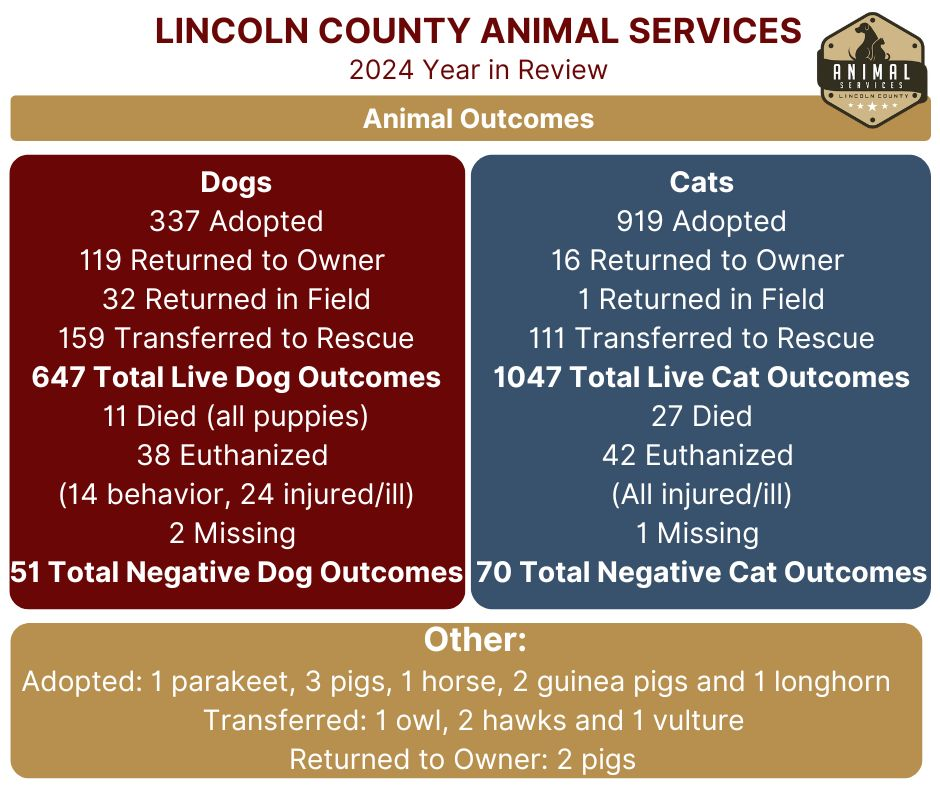 LINCOLN COUNTY ANIMAL SERVICES
2024 Year in Review
ANIMAL
SERVICES
LINCOLN COUNTY
Animal Outcomes
Dogs
337 Adopted
119 Returned to Owner
32 Returned in Field
159 Transferred to Rescue
647 Total Live Dog Outcomes
11 Died (all puppies)
38 Euthanized
(14 behavior, 24 injured/ill)
2 Missing
51 Total Negative Dog Outcomes
Cats
919 Adopted
16 Returned to Owner
1 Returned in Field
111 Transferred to Rescue
1047 Total Live Cat Outcomes
27 Died
42 Euthanized
(All injured/ill)
1 Missing
70 Total Negative Cat Outcomes
Other:
Adopted: 1 parakeet, 3 pigs, 1 horse, 2 guinea pigs and 1 longhorn
Transferred: 1 owl, 2 hawks and 1 vulture
Returned to Owner: 2 pigs